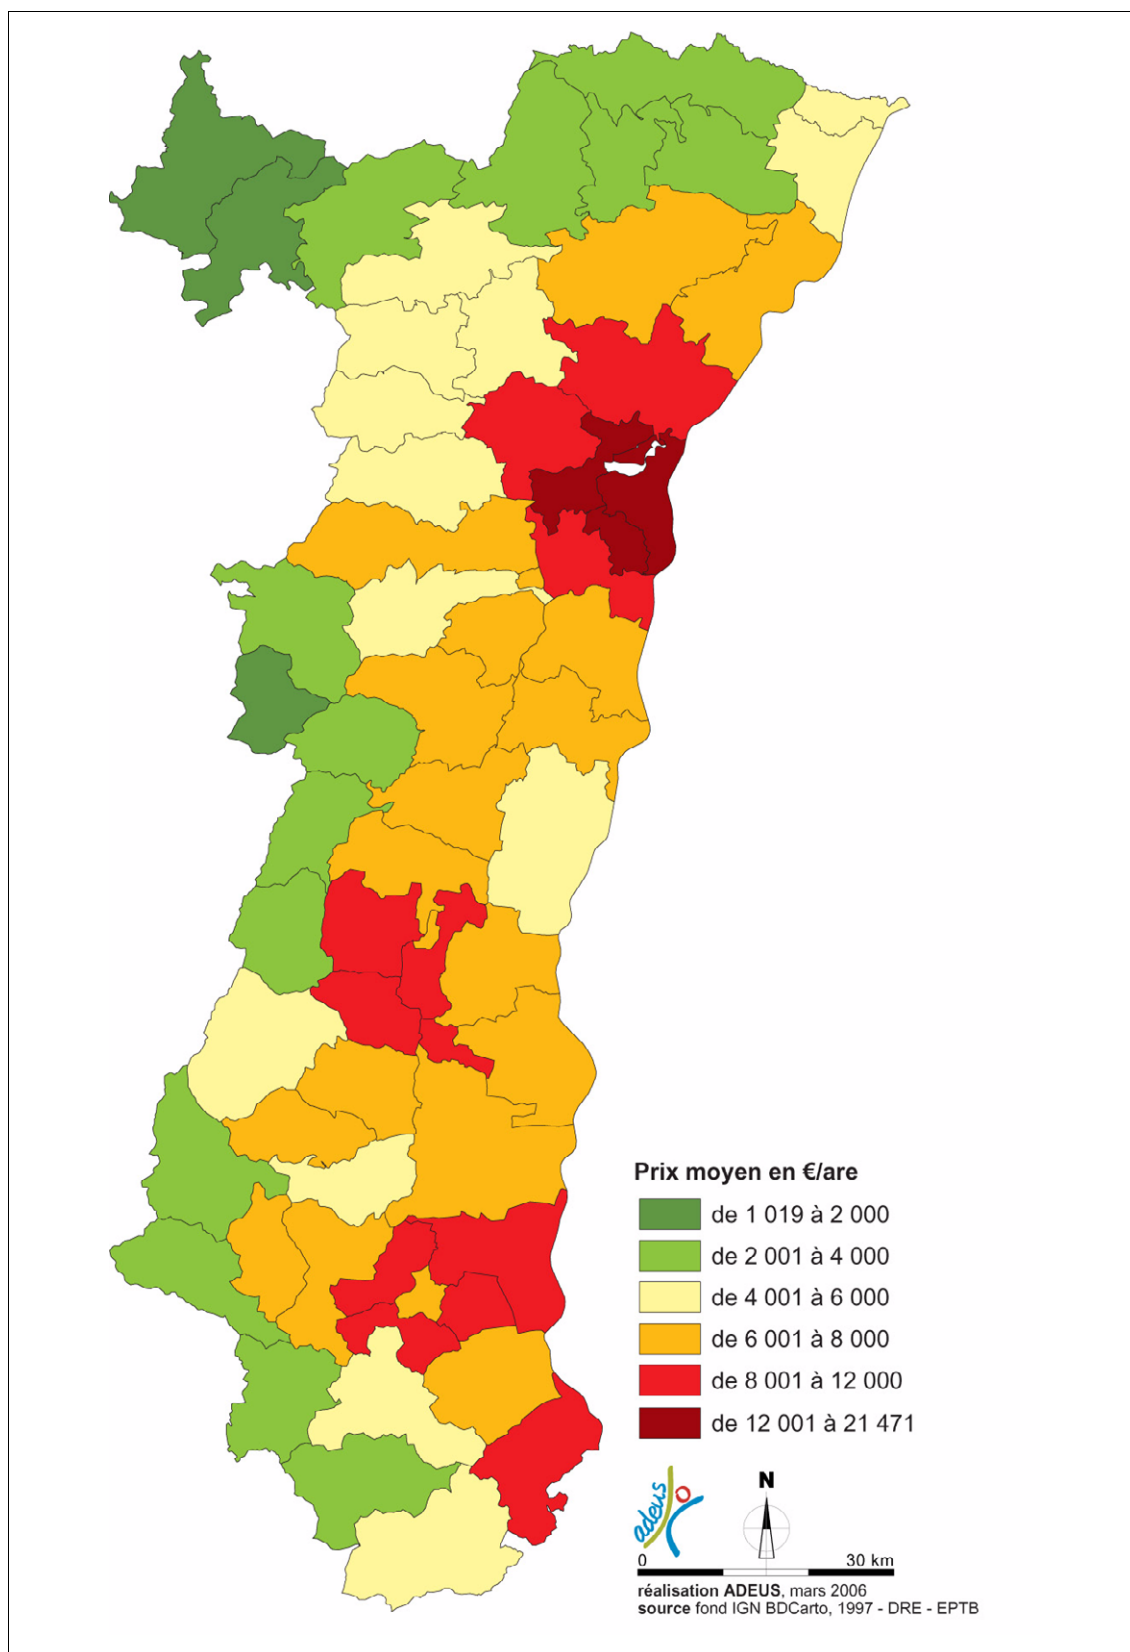 Prix moyen en €/are
de 1 019 à 2 000
de 2 001 à 4 000
de 4 001 à 6 000
de 6 001 à 8 000
de 8 001 à 12 000
de 12 001 à 21 471
adeus
N
0 30 km
réalisation ADEUS, mars 2006
source fond IGN BDCarto, 1997 - DRE - EPTB